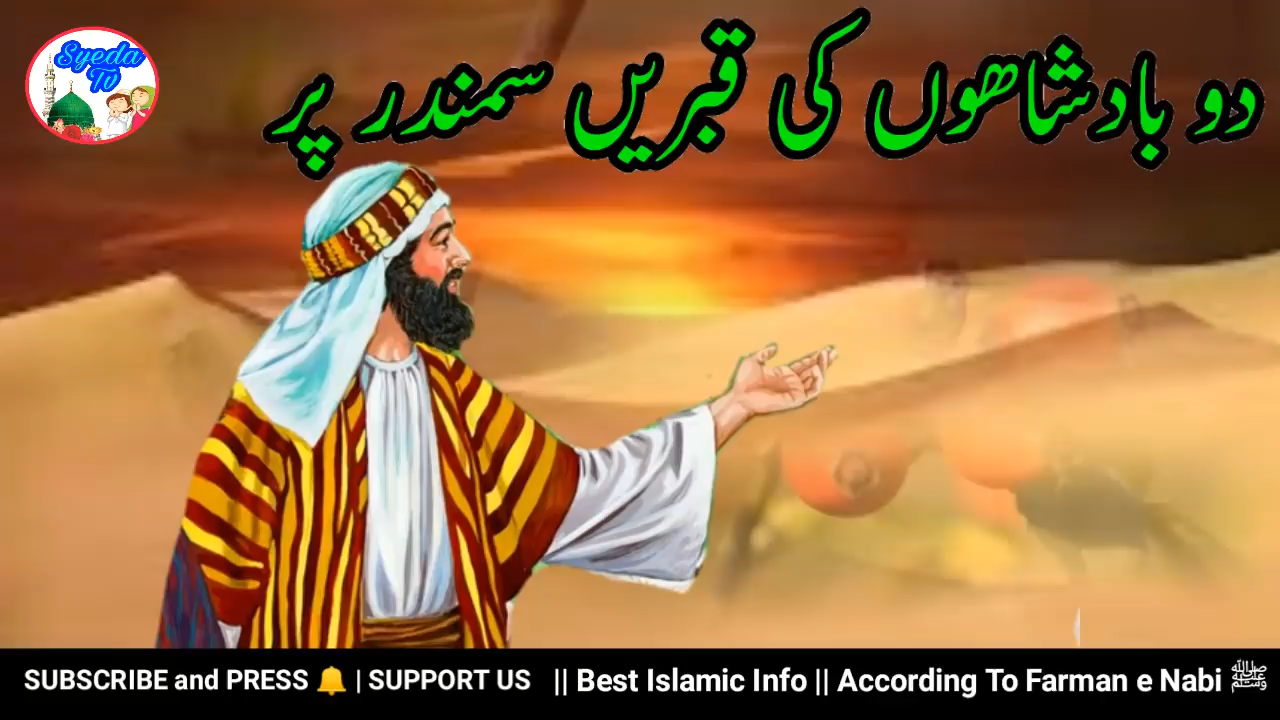 Syeda
Tv
دو بادشاھوں کی قبریں سمندر پر
SUBSCRIBE and PRESS 🔔 | SUPPORT US || Best Islamic Info || According To Farman e Nabi ﷺ